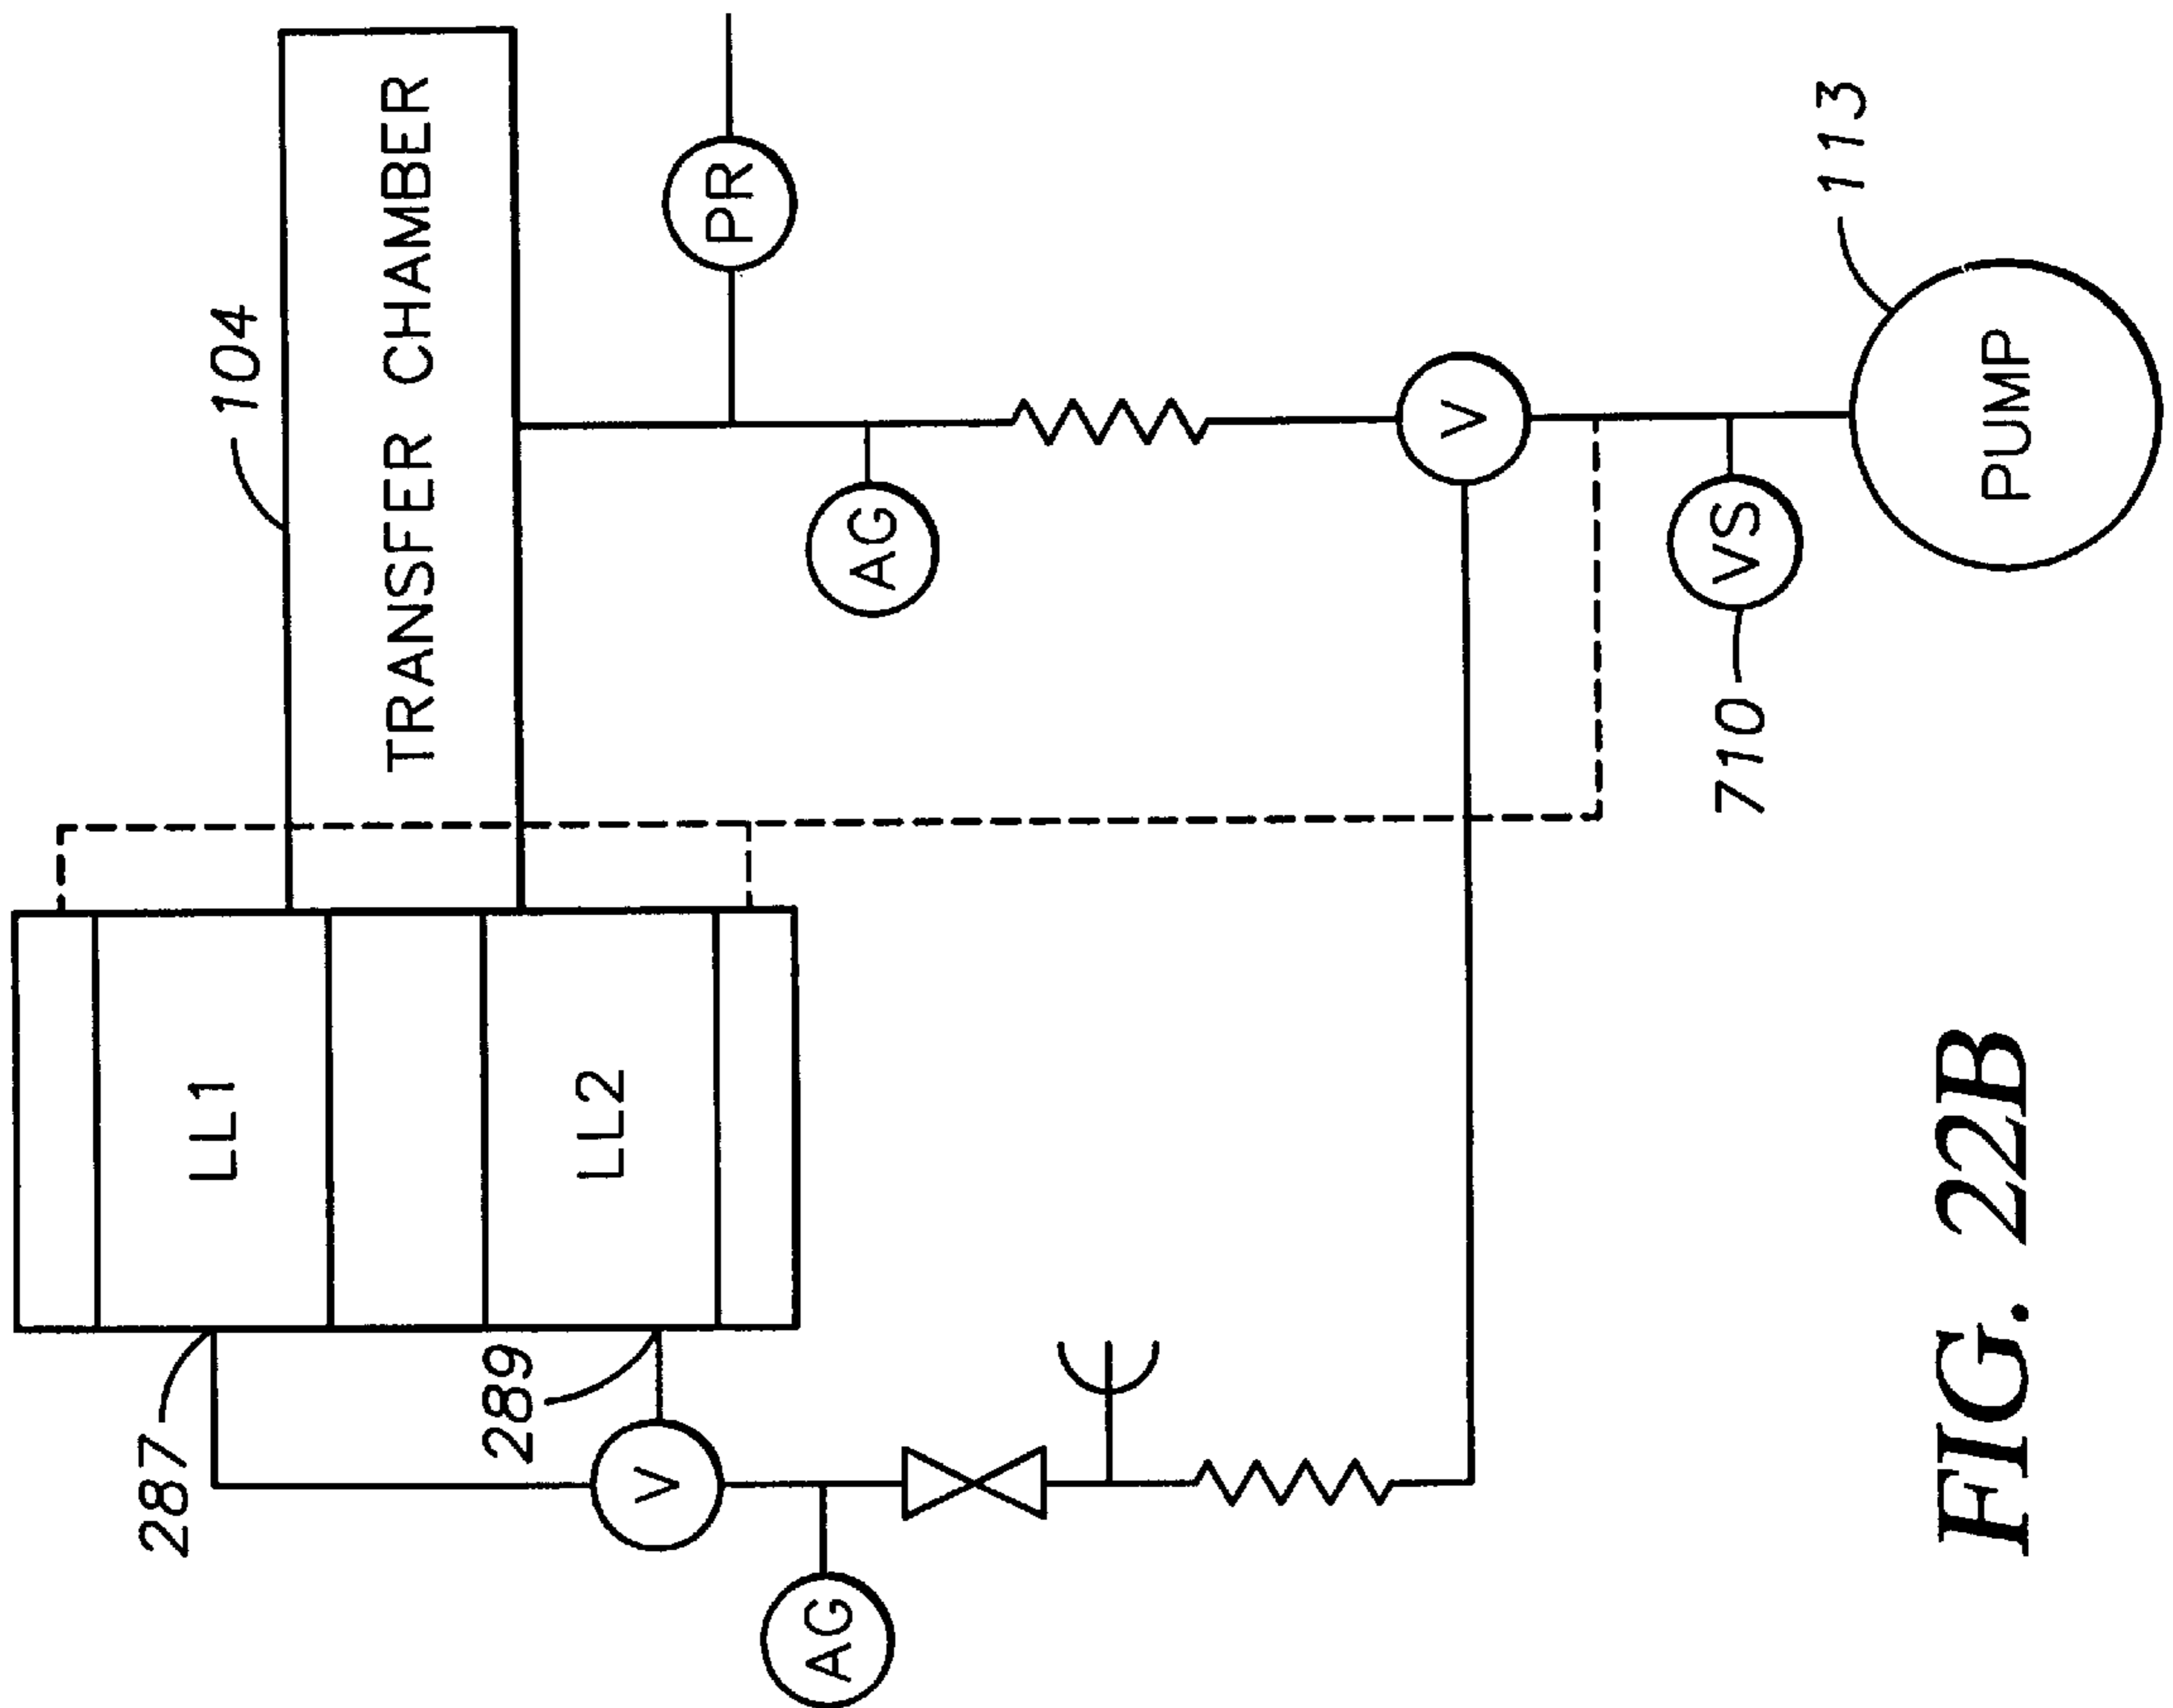 104
TRANSFER CHAMBER
PR
LL1
LL2
287
289
V
AG
AG
V
VS
710
PUMP
113
FIG. 22B